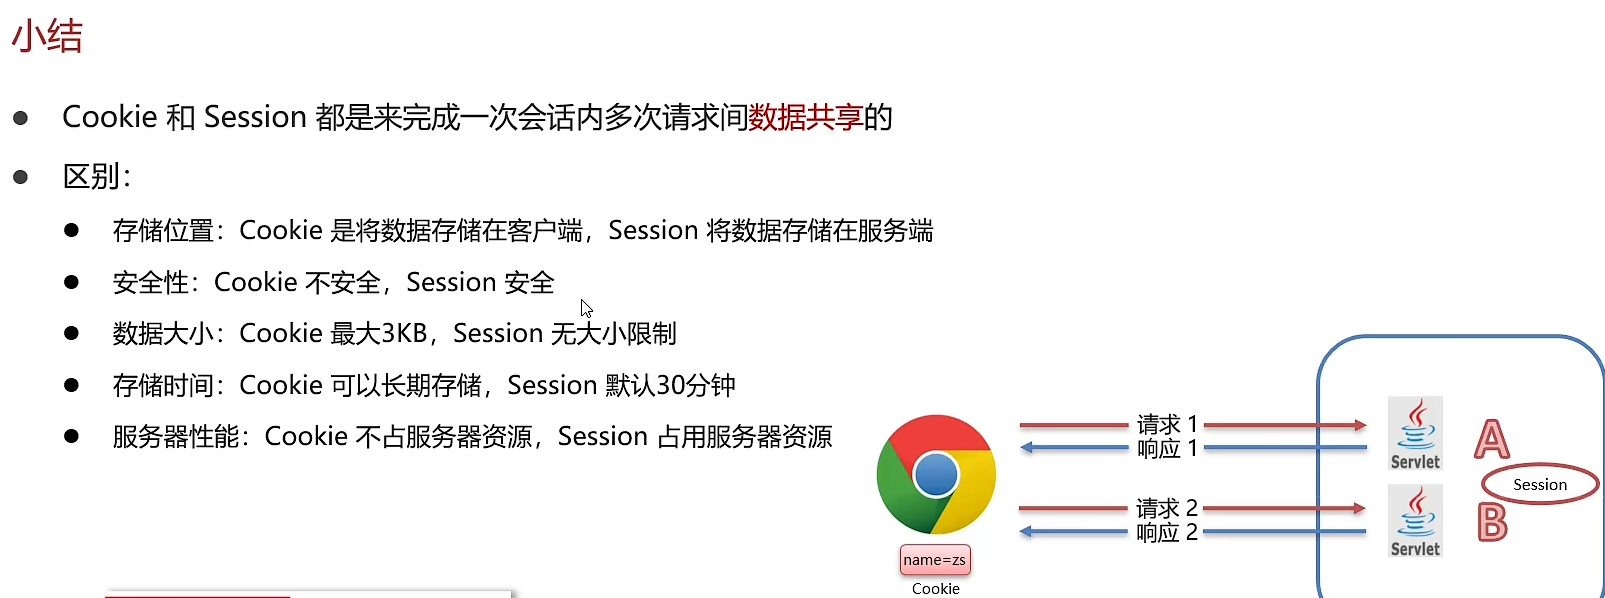 小结
● Cookie 和 Session 都是来完成一次会话内多次请求间数据共享的
● 区别：
● 存储位置：Cookie 是将数据存储在客户端，Session 将数据存储在服务端
● 安全性：Cookie 不安全，Session 安全
● 数据大小：Cookie 最大3KB，Session 无大小限制
● 存储时间：Cookie 可以长期存储，Session 默认30分钟
● 服务器性能：Cookie 不占服务器资源，Session 占用服务器资源
请求 1
响应 1
Servlet
A
Session
请求 2
响应 2
Servlet
B
name=zs
Cookie